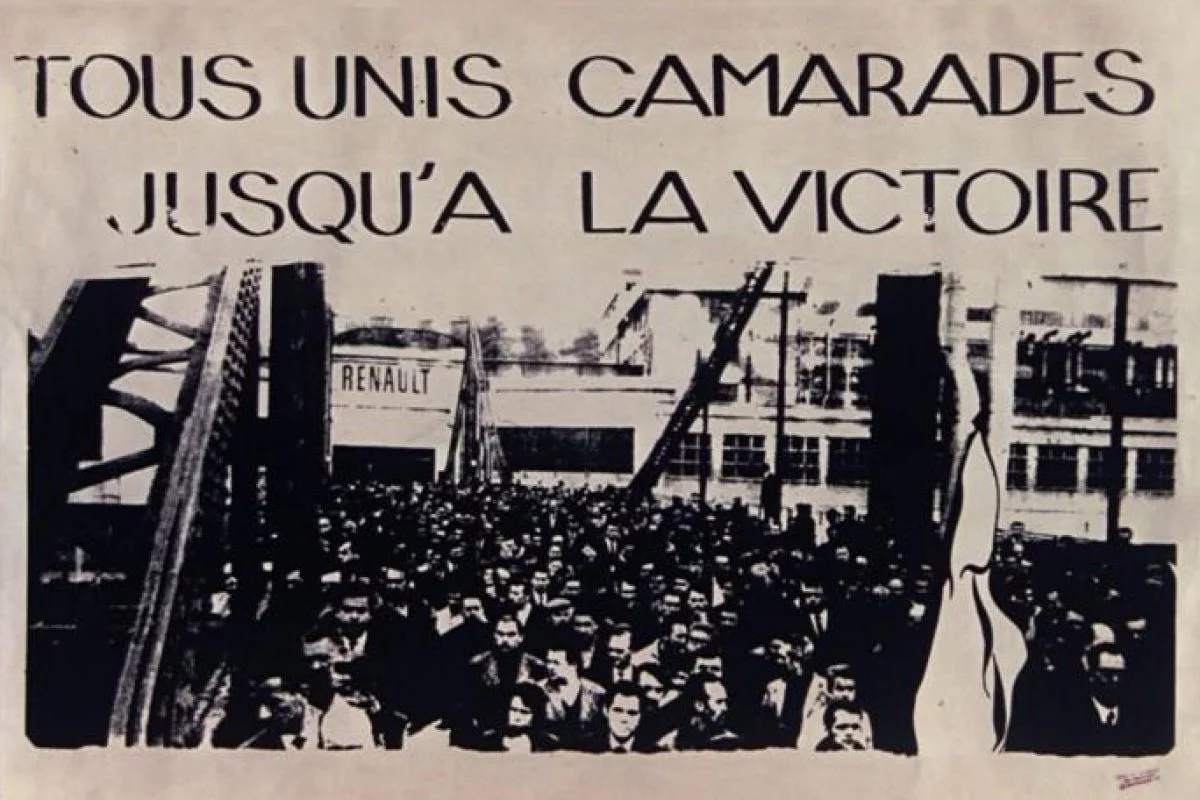 TOUS UNIS CAMARADES
JUSQU'A LA VICTOIRE
RENAULT